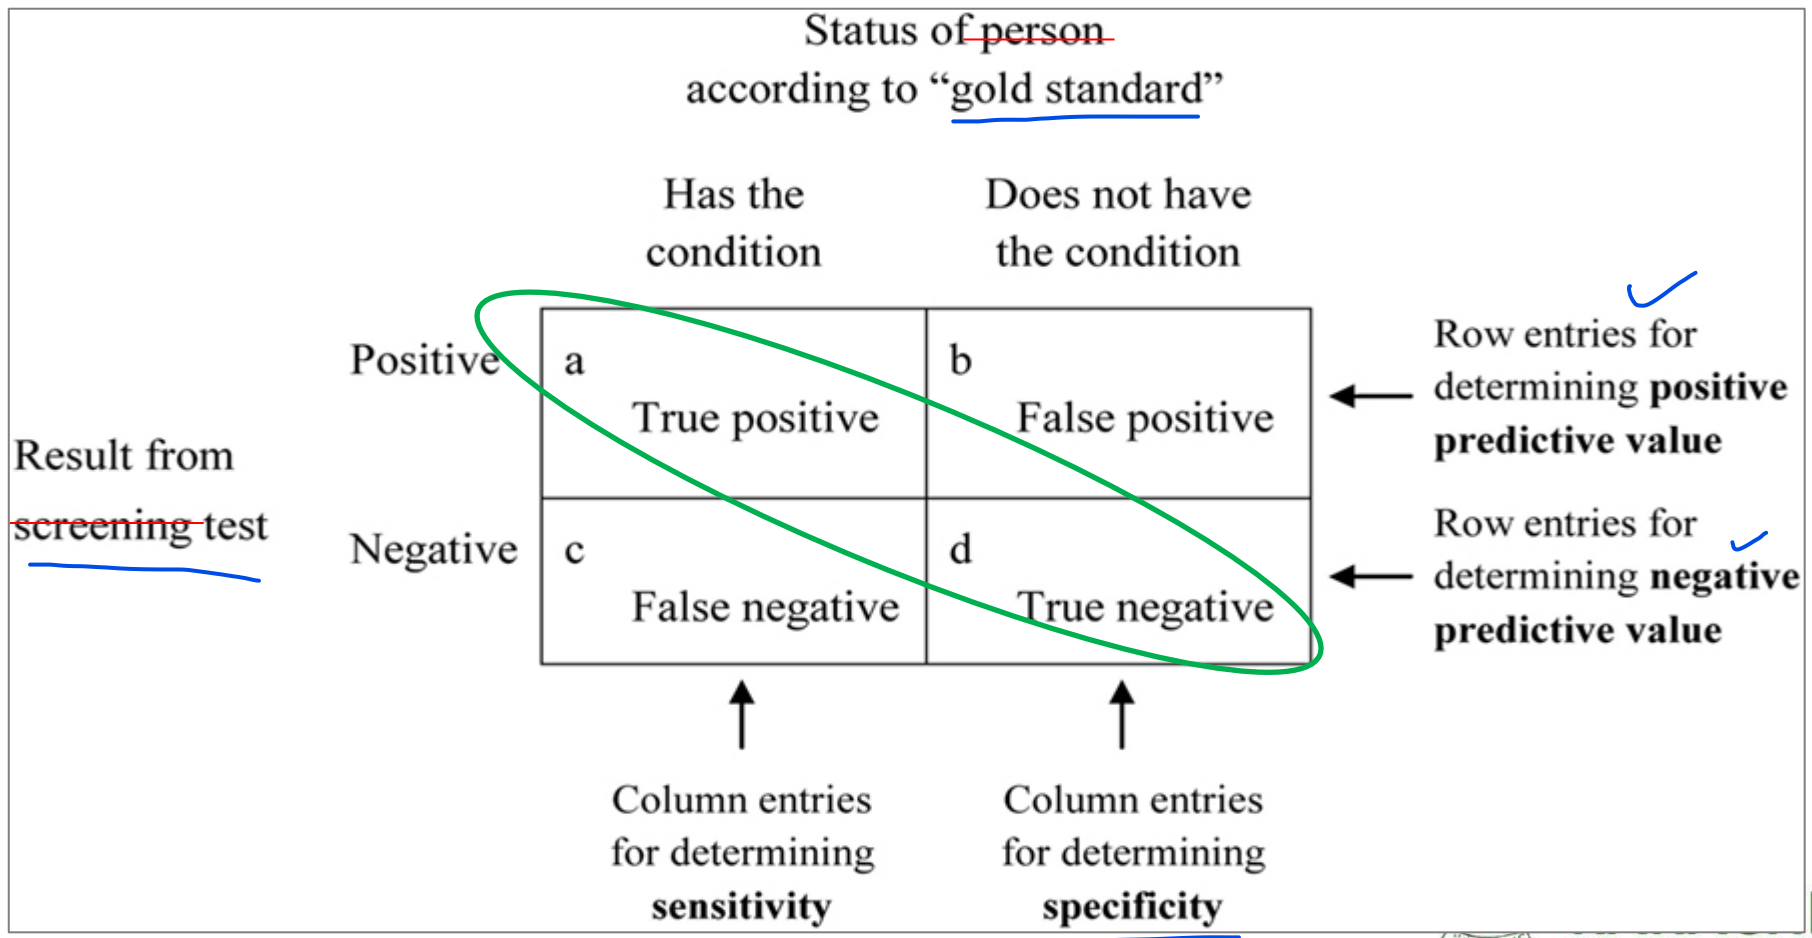 Status of person
according to “gold standard”
Has the
condition
Does not have
the condition
Positive
a
True positive
b
False positive
Row entries for
determining positive
predictive value
Result from
screening test
Negative
c
False negative
d
True negative
Row entries for
determining negative
predictive value
Column entries
for determining
sensitivity
Column entries
for determining
specificity